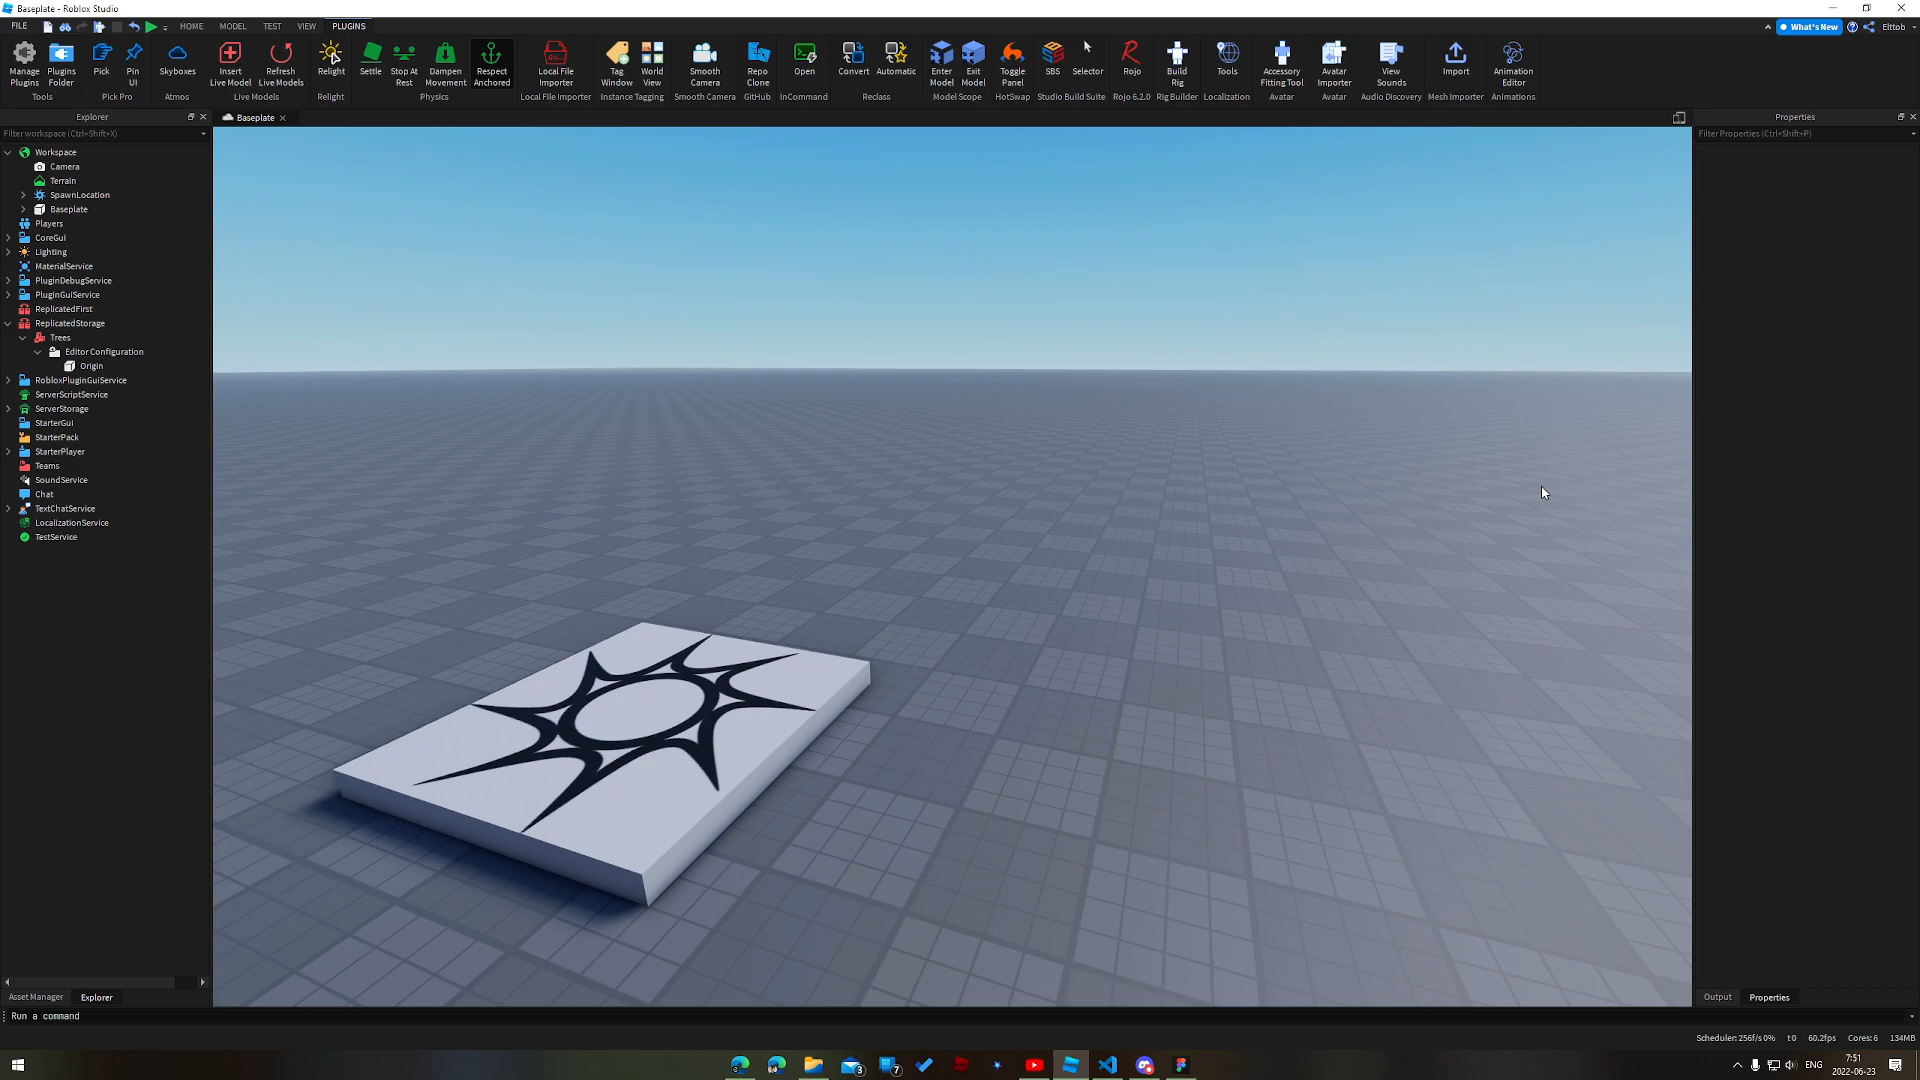 Baseplate - Roblox Studio
FILE HOME MODEL TEST VIEW PLUGINS What's New Elttob
Manage Plugins Plugins Folder Pick Pin UI Skyboxes Insert Live Model Refresh Live Models Relight Settle Stop At Rest Dampen Movement Respect Anchored Local File Importer Tag Window World View Smooth Camera Repo Clone Open Convert Automatic Enter Model Exit Model Toggle Panel SBS Selector Rojo Build Rig Tools Accessory Fitting Tool Avatar Importer View Sounds Import Animation Editor
Tools Pick Pro Atmos Live Models Relight Physics Local File Importer Instance Tagging Smooth Camera GitHub InCommand Reclass Model Scope HotSwap Studio Build Suite Rojo 6.2.0 Rig Builder Localization Avatar Avatar Audio Discovery Mesh Importer Animations
Explorer
Filter workspace (Ctrl+Shift+X)
Workspace
Camera
Terrain
SpawnLocation
Baseplate
Players
CoreGui
Lighting
MaterialService
PluginDebugService
PluginGuiService
ReplicatedFirst
ReplicatedStorage
Trees
Editor Configuration
Origin
RobloxPluginGuiService
ServerScriptService
ServerStorage
StarterGui
StarterPack
StarterPlayer
Teams
SoundService
Chat
TextChatService
LocalizationService
TestService
Asset Manager Explorer
Baseplate
Properties
Filter Properties (Ctrl+Shift+P)
Output Properties
Run a command
Scheduler: 256f/s 0% t0 60.2fps Cores: 6 134MB
3 7
ENG
7:51
2022-06-23